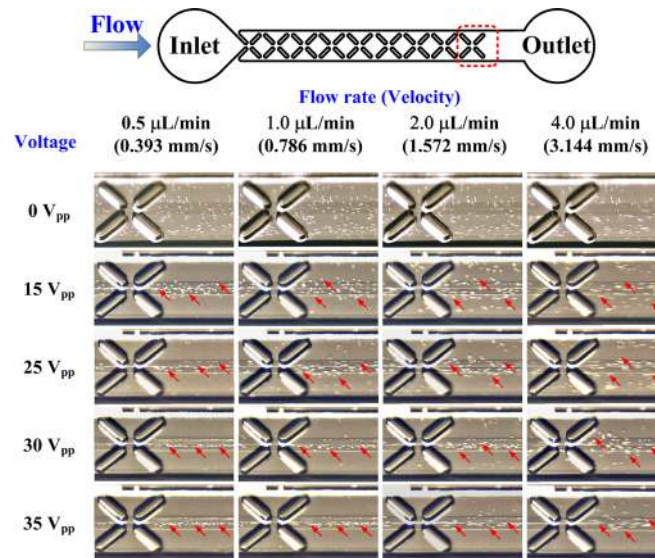 Flow
Inlet
Outlet
Flow rate (Velocity)
Voltage
0.5 μL/min
(0.393 mm/s)
1.0 μL/min
(0.786 mm/s)
2.0 μL/min
(1.572 mm/s)
4.0 μL/min
(3.144 mm/s)
0 Vpp
15 Vpp
25 Vpp
30 Vpp
35 Vpp